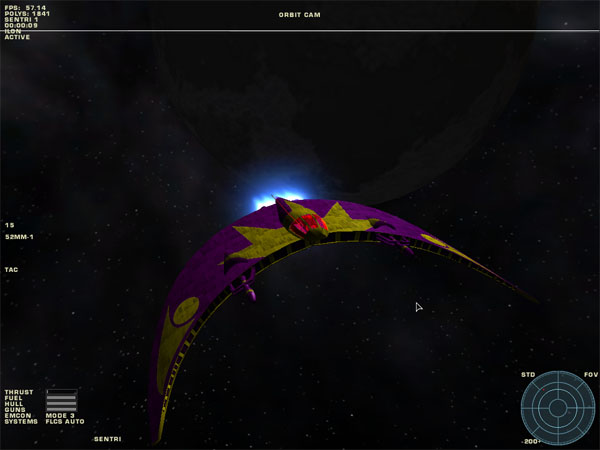 FPS: 57.14
POLYS: 1841
SENTRI 1
00:00:09
ILON
ACTIVE
ORBIT CAM
15
52MM-1
TAC
THRUST
FUEL
HULL
GUNS
EMCON MODE 3
SYSTEMS FLCS AUTO
SENTRI
STD FOV
-200+